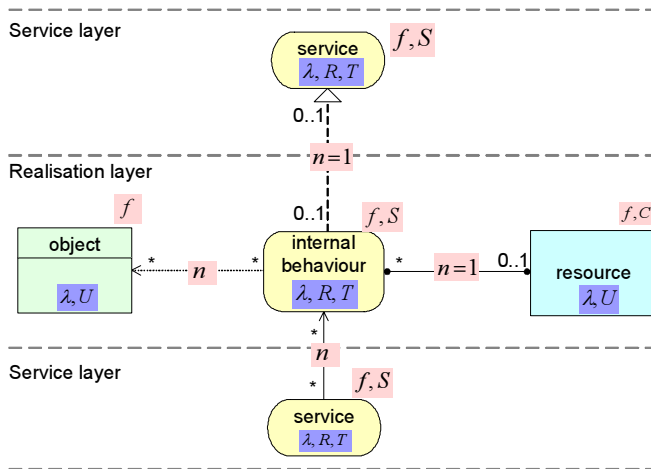 Service layer
service
f, S
λ, R, T
0..1
n=1
Realisation layer
f
0..1
f, S
f, C
object
*
n
*
internal
behaviour
*
n=1
0..1
resource
λ, U
λ, R, T
λ, U
*
n
Service layer
*
f, S
service
λ, R, T